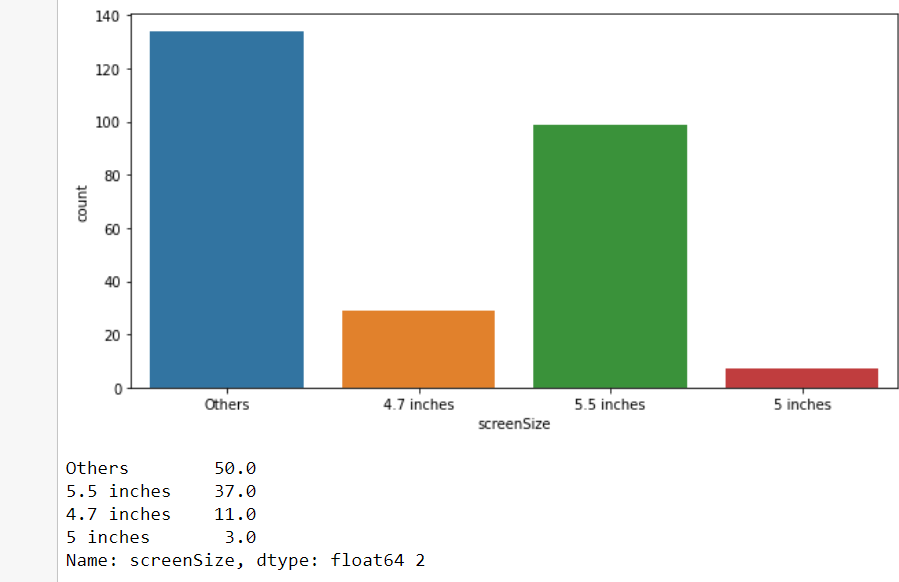 140
120
100
80
60
40
20
0
count
Others 4.7 inches 5.5 inches 5 inches
screenSize
Others 50.0
5.5 inches 37.0
4.7 inches 11.0
5 inches 3.0
Name: screenSize, dtype: float64 2